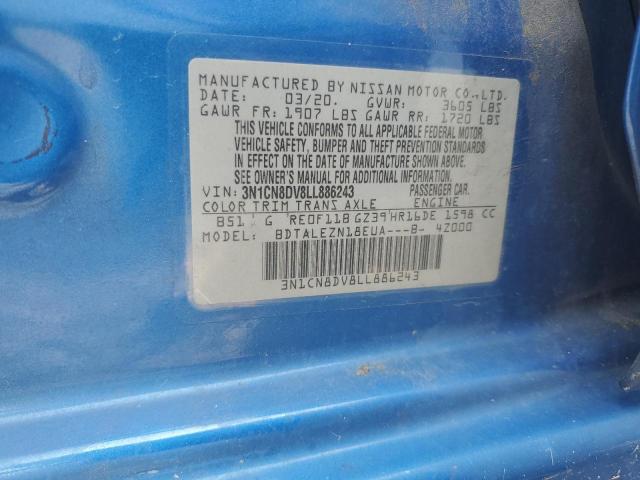 MANUFACTURED BY NISSAN MOTOR CO.,LTD.
DATE: 03/20. GVWR: 3605 LBS
GAWR FR: 1907 LBS GAWR RR: 1720 LBS
THIS VEHICLE CONFORMS TO ALL APPLICABLE FEDERAL MOTOR
VEHICLE SAFETY, BUMPER AND THEFT PREVENTION STANDARDS
IN EFFECT ON THE DATE OF MANUFACTURE SHOWN ABOVE.
SEE OWNER'S MANUAL FOR ADDITIONAL INFORMATION.
VIN: 3N1CN8DV8LL886243 PASSENGER CAR.
COLOR TRIM TRANS AXLE ENGINE
B51 G RE0F11B GZ39 HR16DE 1598 CC
MODEL: BDTALEZN18EUA---B- 4Z000
3N1CN8DV8LL886243